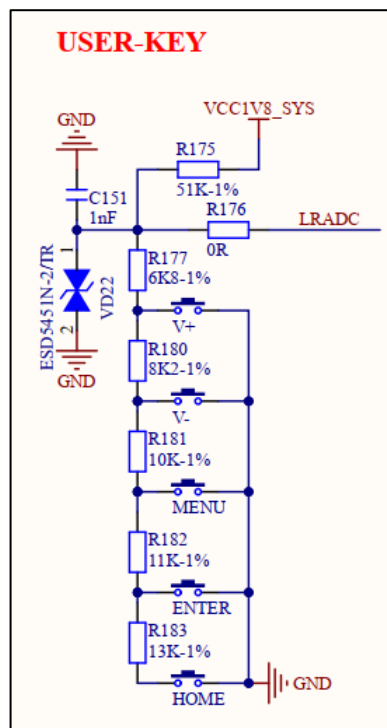 USER-KEY
VCC1V8_SYS
GND
R175
51K-1%
C151
1nF
R176
LRADC
0R
1
R177
6K8-1%
ESD5451N-2/TR
VD22
2
V+
R180
8K2-1%
GND
V-
R181
10K-1%
MENU
R182
11K-1%
ENTER
R183
13K-1%
HOME
GND